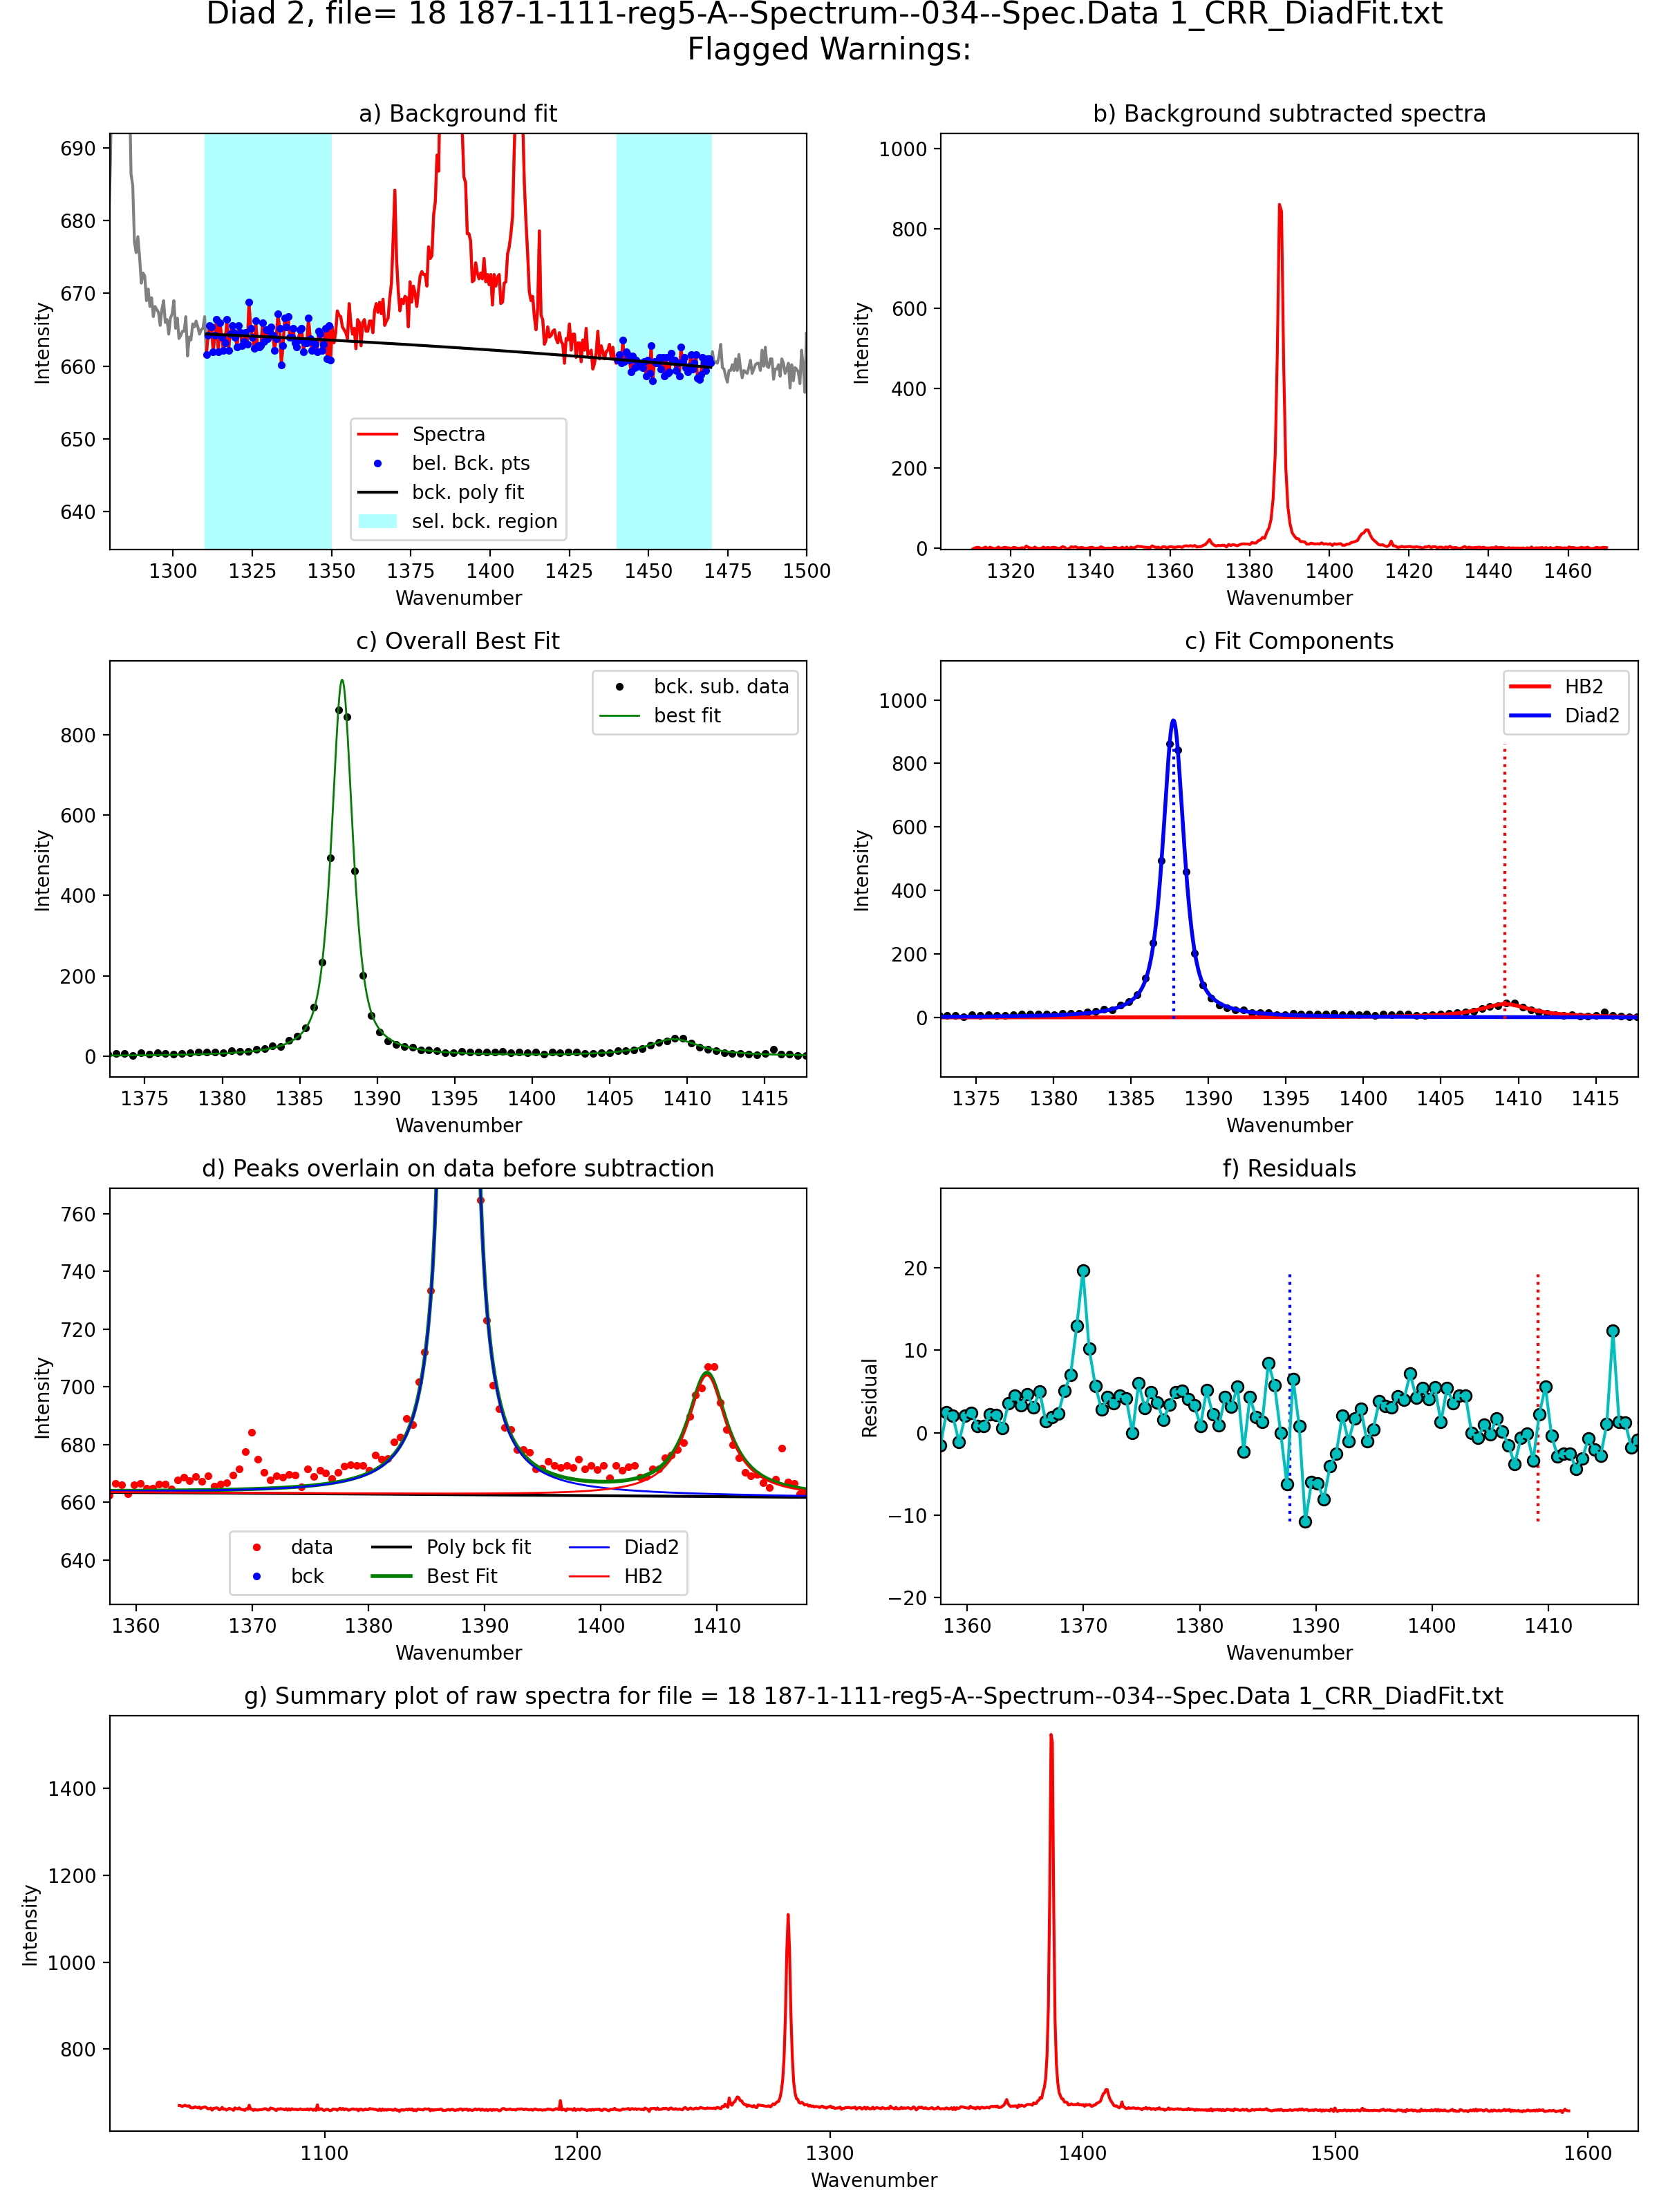 Diad 2, file= 18 187-1-111-reg5-A--Spectrum--034--Spec.Data 1_CRR_DiadFit.txt
Flagged Warnings:
a) Background fit
690
680
670
660
650
640
Intensity
Spectra
bel. Bck. pts
bck. poly fit
sel. bck. region
1300 1325 1350 1375 1400 1425 1450 1475 1500
Wavenumber
b) Background subtracted spectra
1000
800
600
400
200
0
Intensity
1320 1340 1360 1380 1400 1420 1440 1460
Wavenumber
c) Overall Best Fit
800
600
400
200
0
Intensity
bck. sub. data
best fit
1375 1380 1385 1390 1395 1400 1405 1410 1415
Wavenumber
c) Fit Components
1000
800
600
400
200
0
Intensity
HB2
Diad2
1375 1380 1385 1390 1395 1400 1405 1410 1415
Wavenumber
d) Peaks overlain on data before subtraction
760
740
720
700
680
660
640
Intensity
data Poly bck fit Diad2
bck Best Fit HB2
1360 1370 1380 1390 1400 1410
Wavenumber
f) Residuals
20
10
0
−10
−20
Residual
1360 1370 1380 1390 1400 1410
Wavenumber
g) Summary plot of raw spectra for file = 18 187-1-111-reg5-A--Spectrum--034--Spec.Data 1_CRR_DiadFit.txt
1400
1200
1000
800
Intensity
1100 1200 1300 1400 1500 1600
Wavenumber